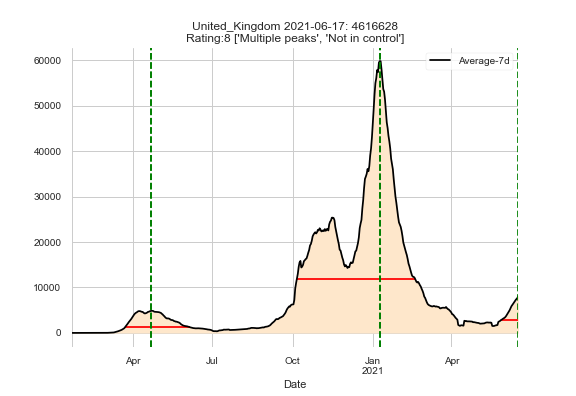 United_Kingdom 2021-06-17: 4616628
Rating:8 ['Multiple peaks', 'Not in control']
Average-7d
60000
50000
40000
30000
20000
10000
0
Apr Jul Oct Jan Apr
2021
Date